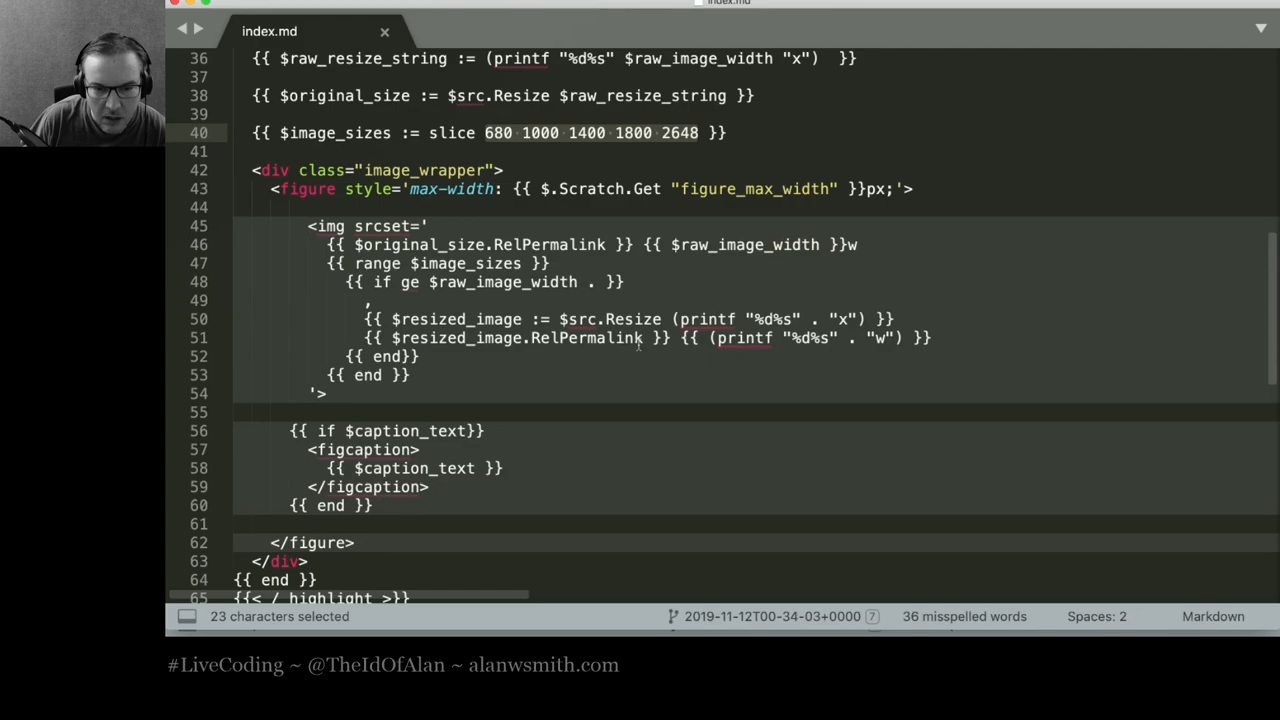 index.md
index.md
36 {{ $raw_resize_string := (printf "%d%s" $raw_image_width "x") }}
37
38 {{ $original_size := $src.Resize $raw_resize_string }}
39
40 {{ $image_sizes := slice 680 1000 1400 1800 2648 }}
41
42 <div class="image_wrapper">
43 <figure style='max-width: {{ $.Scratch.Get "figure_max_width" }}px;'>
44
45 <img srcset='
46 {{ $original_size.RelPermalink }} {{ $raw_image_width }}w
47 {{ range $image_sizes }}
48 {{ if ge $raw_image_width . }}
49 ,
50 {{ $resized_image := $src.Resize (printf "%d%s" . "x") }}
51 {{ $resized_image.RelPermalink }} {{ (printf "%d%s" . "w") }}
52 {{ end}}
53 {{ end }}
54 '>
55
56 {{ if $caption_text}}
57 <figcaption>
58 {{ $caption_text }}
59 </figcaption>
60 {{ end }}
61
62 </figure>
63 </div>
64 {{ end }}
65 {{< / highlight >}}
23 characters selected 2019-11-12T00-34-03+0000 7 36 misspelled words Spaces: 2 Markdown
#LiveCoding ~ @TheIdOfAlan ~ alanwsmith.com